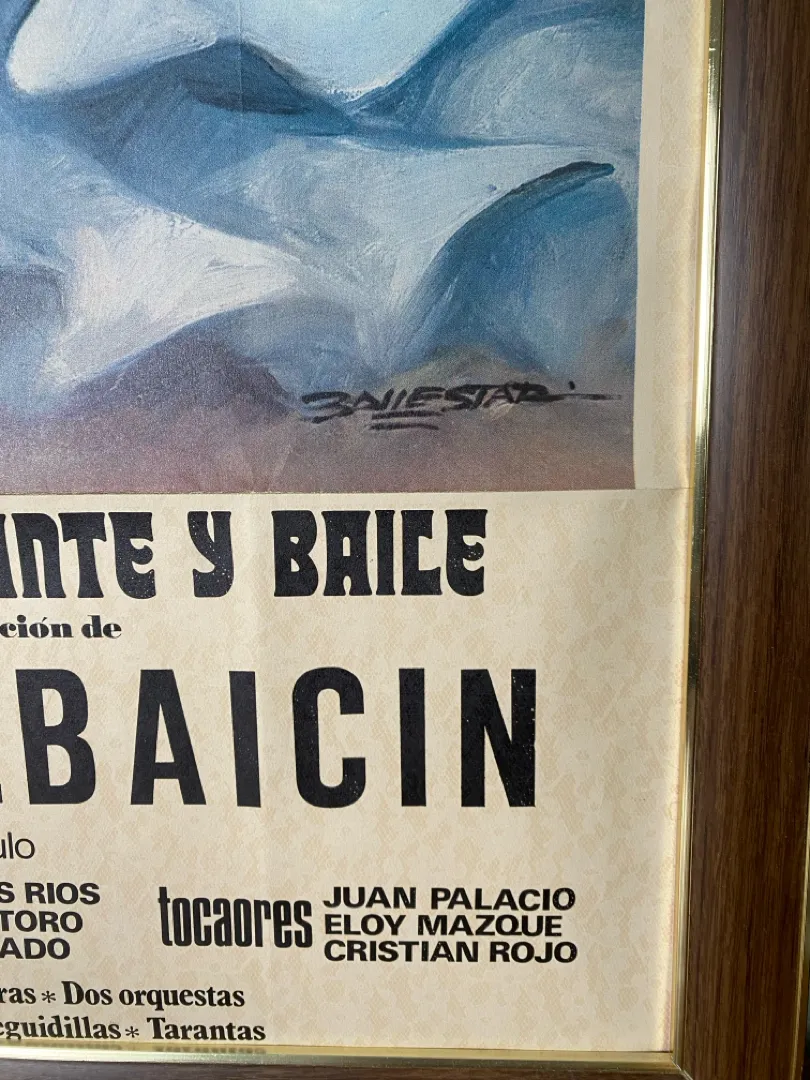 BALLESTAR
ANTE Y BAILE
ción de
BAICIN
ulo
S RIOS
TORO
ADO
tocaores
JUAN PALACIO
ELOY MAZQUE
CRISTIAN ROJO
ras * Dos orquestas
eguidillas * Tarantas